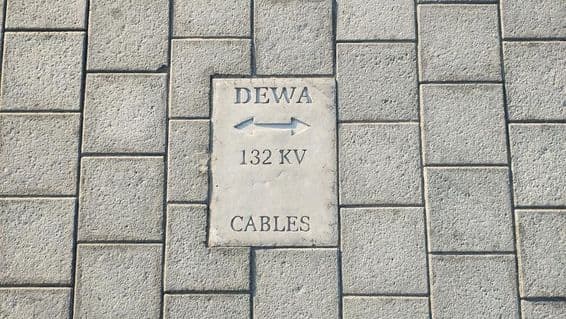 DEWA
132 KV
CABLES